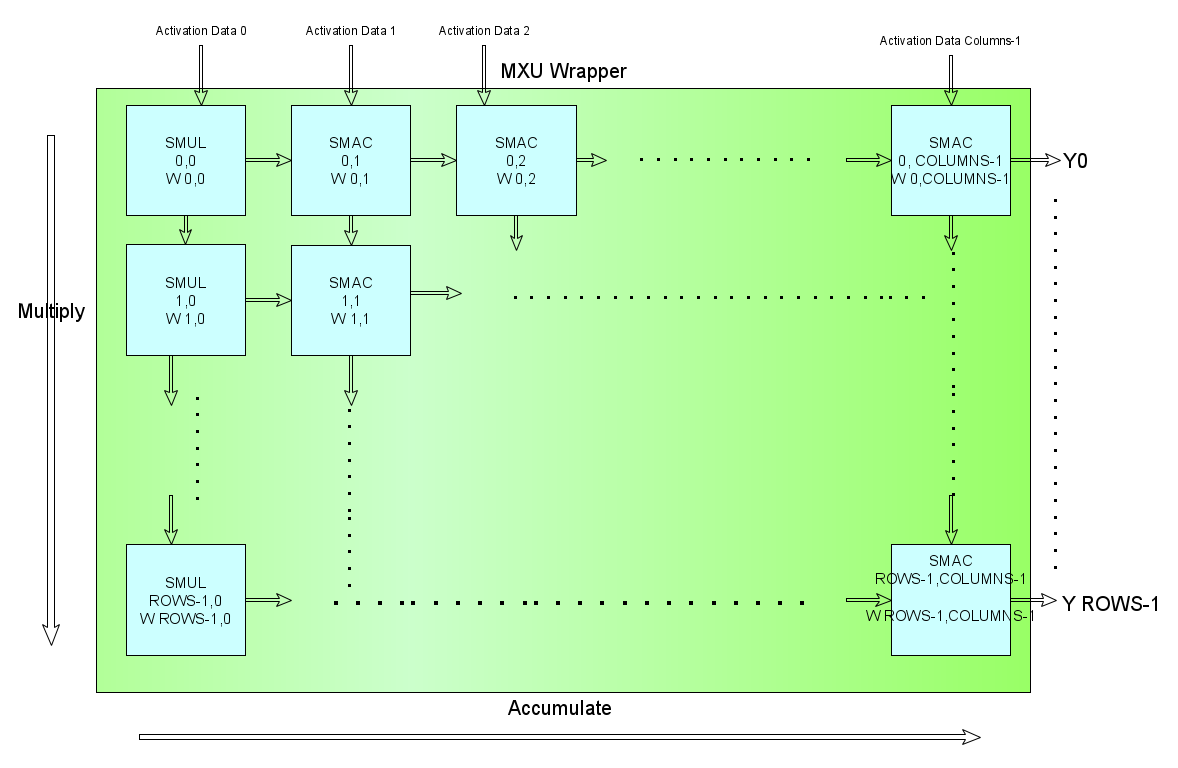 Activation Data 0
Activation Data 1
Activation Data 2
Activation Data Columns-1
MXU Wrapper
SMUL
0,0
W 0,0
SMAC
0,1
W 0,1
SMAC
0,2
W 0,2
SMAC
0, COLUMNS-1
W 0,COLUMNS-1
Y0
SMUL
1,0
W 1,0
SMAC
1,1
W 1,1
Multiply
SMUL
ROWS-1,0
W ROWS-1,0
SMAC
ROWS-1,COLUMNS-1
W ROWS-1,COLUMNS-1
Y ROWS-1
Accumulate